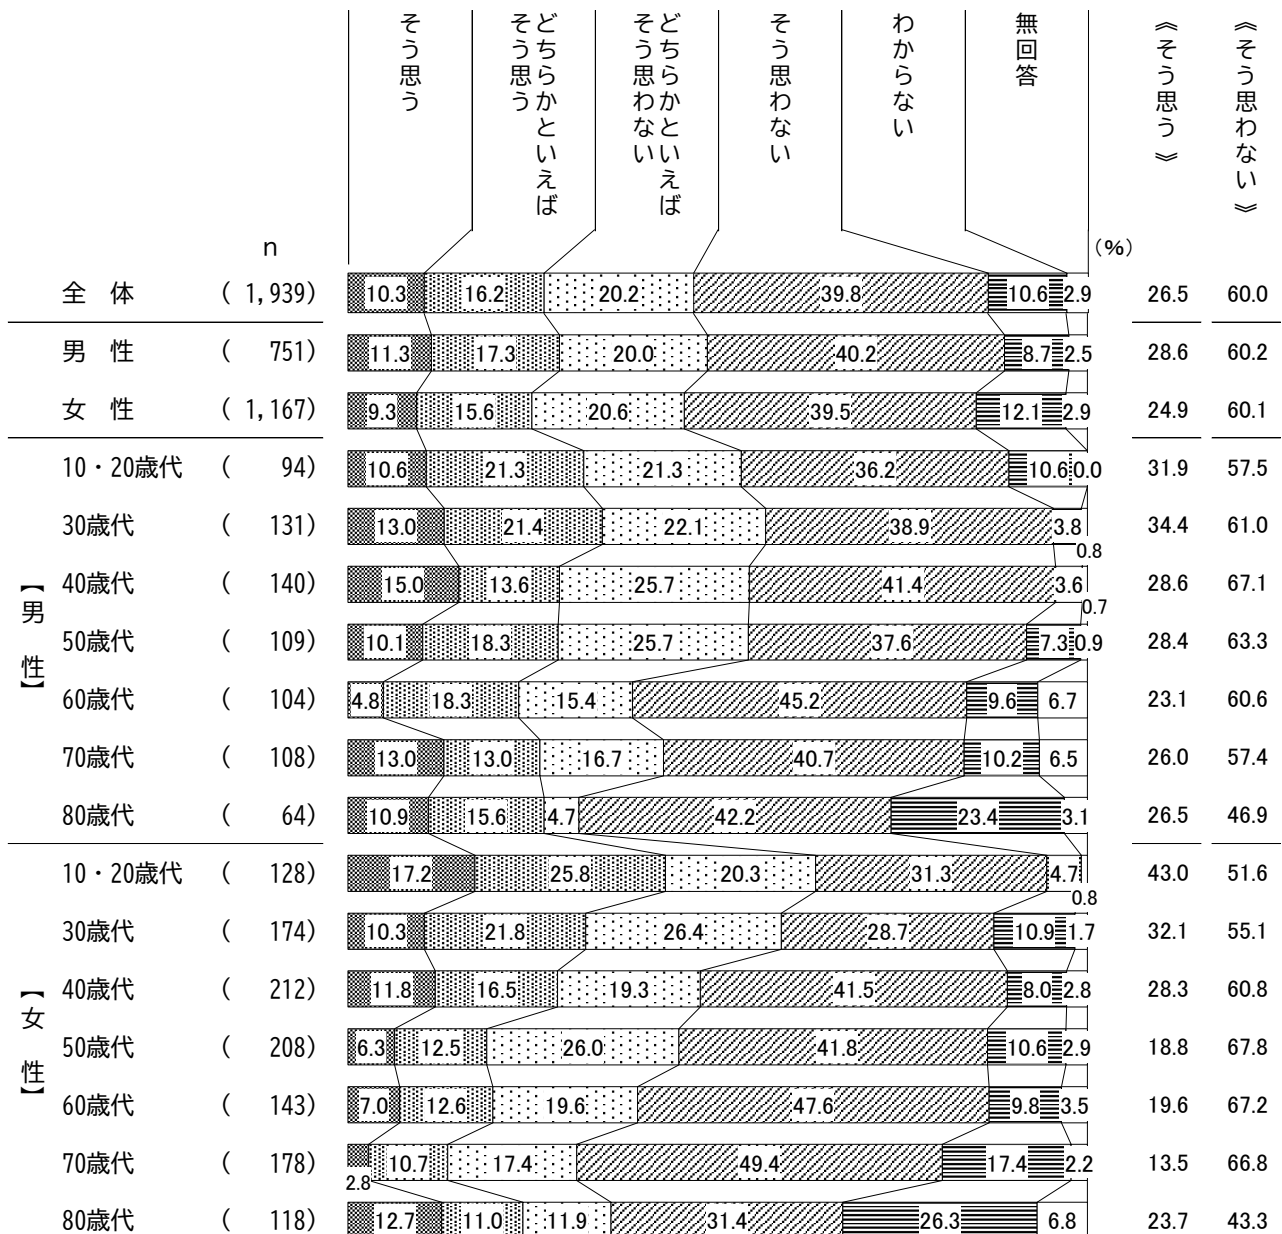 そう思う
どちらかといえば
そう思う
どちらかといえば
そう思わない
そう思わない
わからない
無回答
《そう思う》
《そう思わない》
n
(%)
全 体 ( 1,939) 10.3 16.2 20.2 39.8 10.6 2.9 26.5 60.0
男 性 ( 751) 11.3 17.3 20.0 40.2 8.7 2.5 28.6 60.2
女 性 ( 1,167) 9.3 15.6 20.6 39.5 12.1 2.9 24.9 60.1
【男 性】
10・20歳代 ( 94) 10.6 21.3 21.3 36.2 10.6 0.0 31.9 57.5
30歳代 ( 131) 13.0 21.4 22.1 38.9 3.8 0.8 34.4 61.0
40歳代 ( 140) 15.0 13.6 25.7 41.4 3.6 0.7 28.6 67.1
50歳代 ( 109) 10.1 18.3 25.7 37.6 7.3 0.9 28.4 63.3
60歳代 ( 104) 4.8 18.3 15.4 45.2 9.6 6.7 23.1 60.6
70歳代 ( 108) 13.0 13.0 16.7 40.7 10.2 6.5 26.0 57.4
80歳代 ( 64) 10.9 15.6 4.7 42.2 23.4 3.1 26.5 46.9
【女 性】
10・20歳代 ( 128) 17.2 25.8 20.3 31.3 4.7 0.8 43.0 51.6
30歳代 ( 174) 10.3 21.8 26.4 28.7 10.9 1.7 32.1 55.1
40歳代 ( 212) 11.8 16.5 19.3 41.5 8.0 2.8 28.3 60.8
50歳代 ( 208) 6.3 12.5 26.0 41.8 10.6 2.9 18.8 67.8
60歳代 ( 143) 7.0 12.6 19.6 47.6 9.8 3.5 19.6 67.2
70歳代 ( 178) 2.8 10.7 17.4 49.4 17.4 2.2 13.5 66.8
80歳代 ( 118) 12.7 11.0 11.9 31.4 26.3 6.8 23.7 43.3